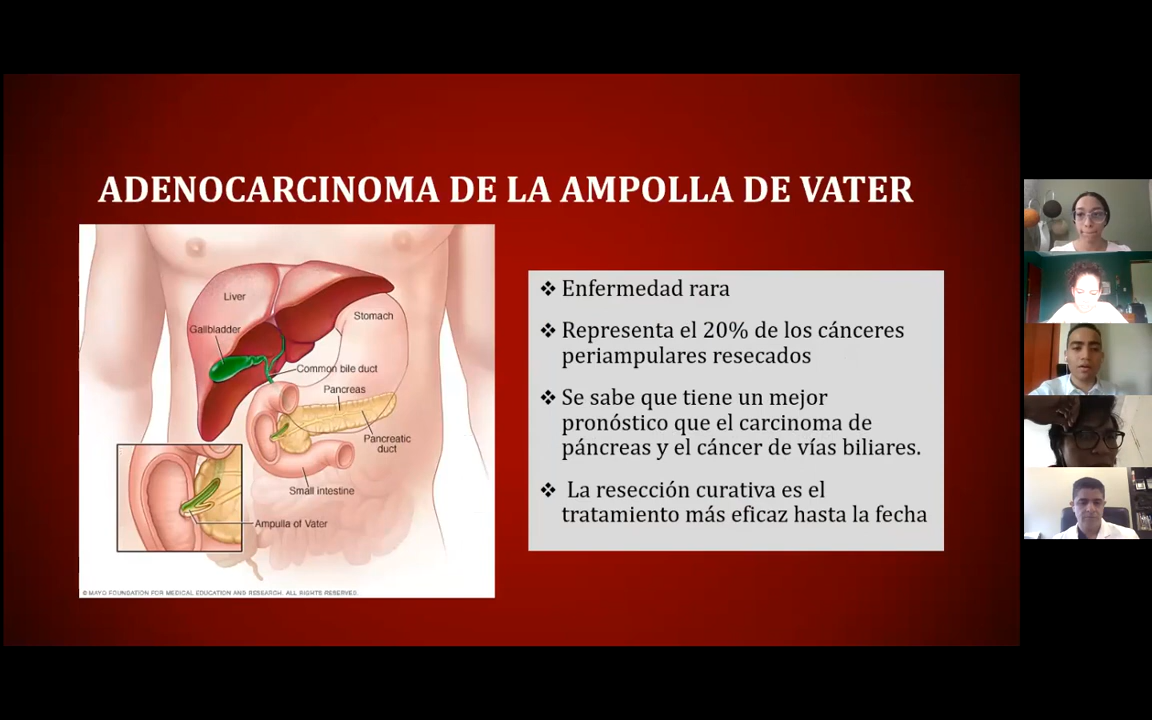 ADENOCARCINOMA DE LA AMPOLLA DE VATER
Liver
Stomach
Gallbladder
Common bile duct
Pancreas
Pancreatic
duct
Small intestine
Ampulla of Vater
© MAYO FOUNDATION FOR MEDICAL EDUCATION AND RESEARCH. ALL RIGHTS RESERVED.
❖ Enfermedad rara
❖ Representa el 20% de los cánceres
periampulares resecados
❖ Se sabe que tiene un mejor
pronóstico que el carcinoma de
páncreas y el cáncer de vías biliares.
❖ La resección curativa es el
tratamiento más eficaz hasta la fecha